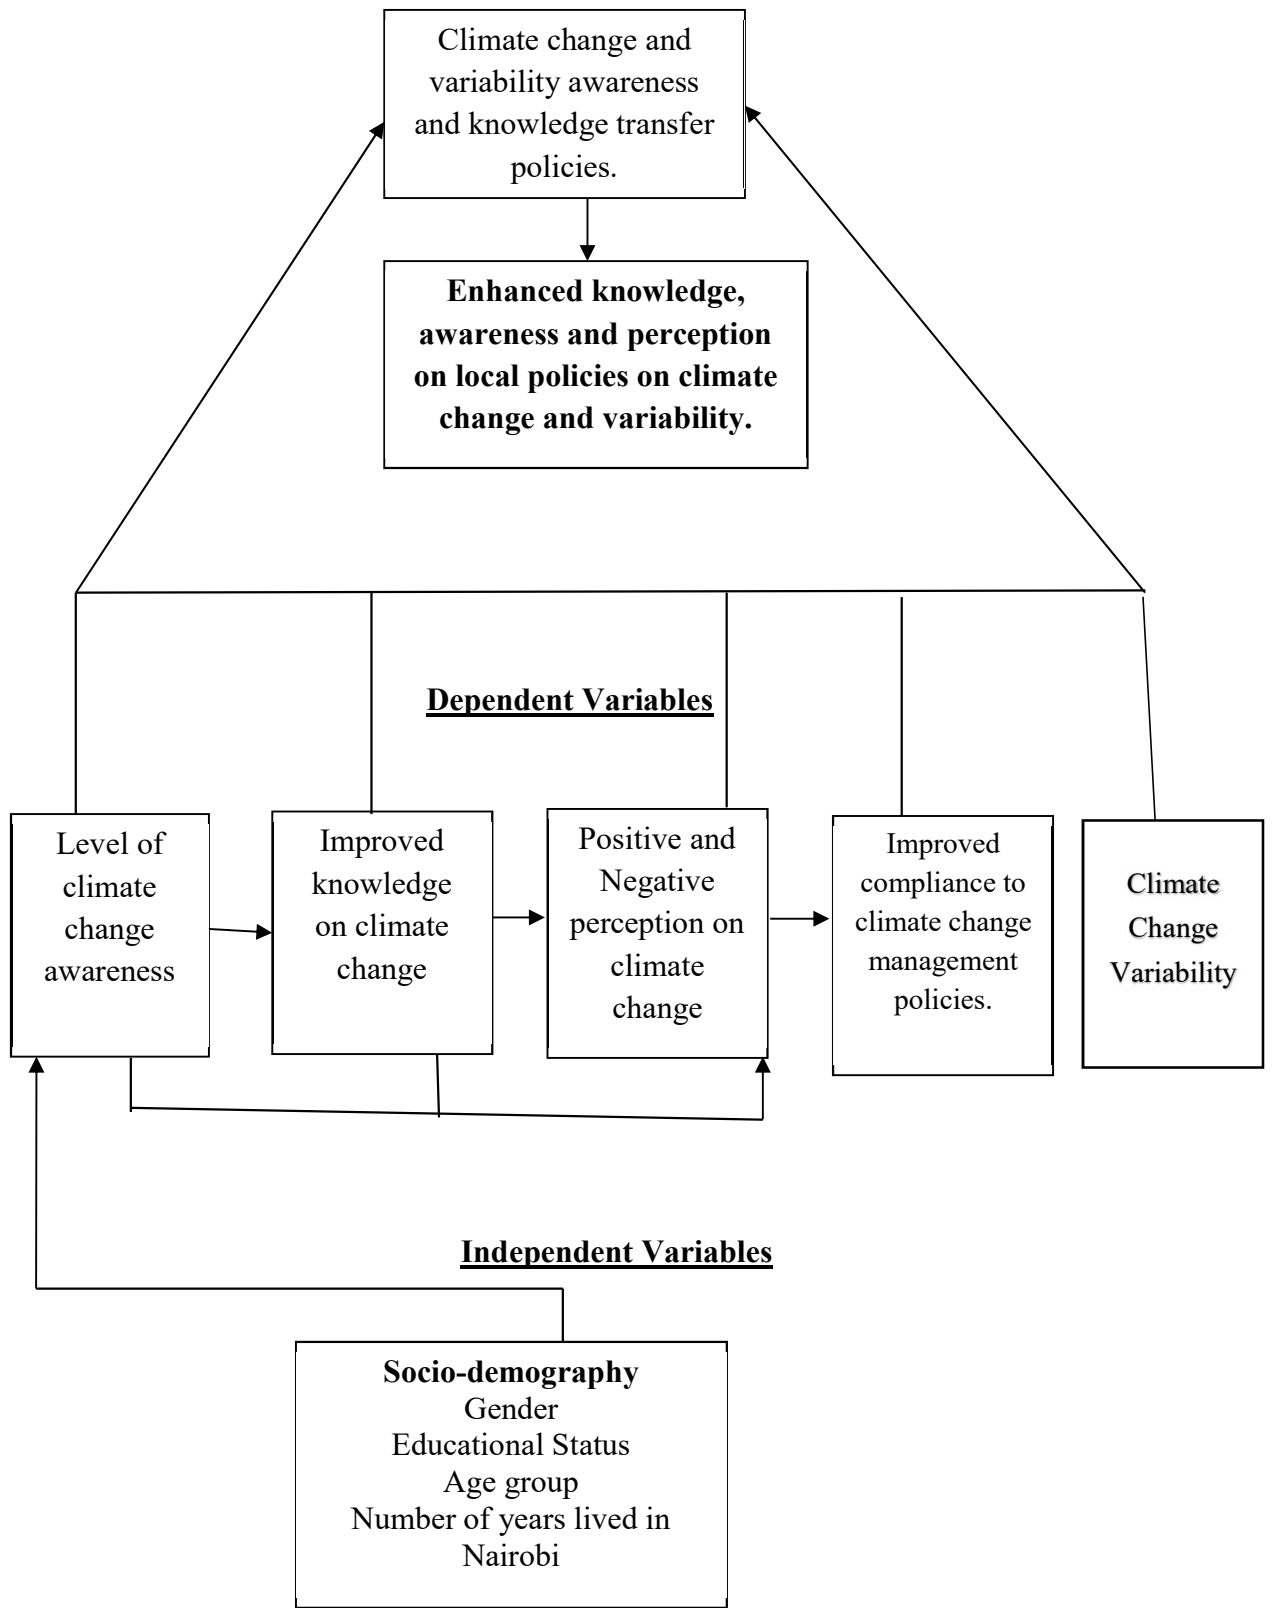 Climate change and
variability awareness
and knowledge transfer
policies.
Enhanced knowledge,
awareness and perception
on local policies on climate
change and variability.
Dependent Variables
Level of
climate
change
awareness
Improved
knowledge
on climate
change
Positive and
Negative
perception on
climate
change
Improved
compliance to
climate change
management
policies.
Climate
Change
Variability
Independent Variables
Socio-demography
Gender
Educational Status
Age group
Number of years lived in
Nairobi